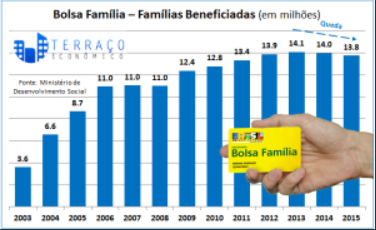 Bolsa Família – Famílias Beneficiadas (em milhões)
Queda
TERRAÇO
ECONÔMICO
Fonte: Ministério de
Desenvolvimento Social
3.6
6.6
8.7
11.0
11.0
11.0
12.4
12.8
13.4
13.9
14.1
14.0
13.8
BRASIL
Bolsa Família
2003 2004 2005 2006 2007 2008 2009 2010 2011 2012 2013 2014 2015